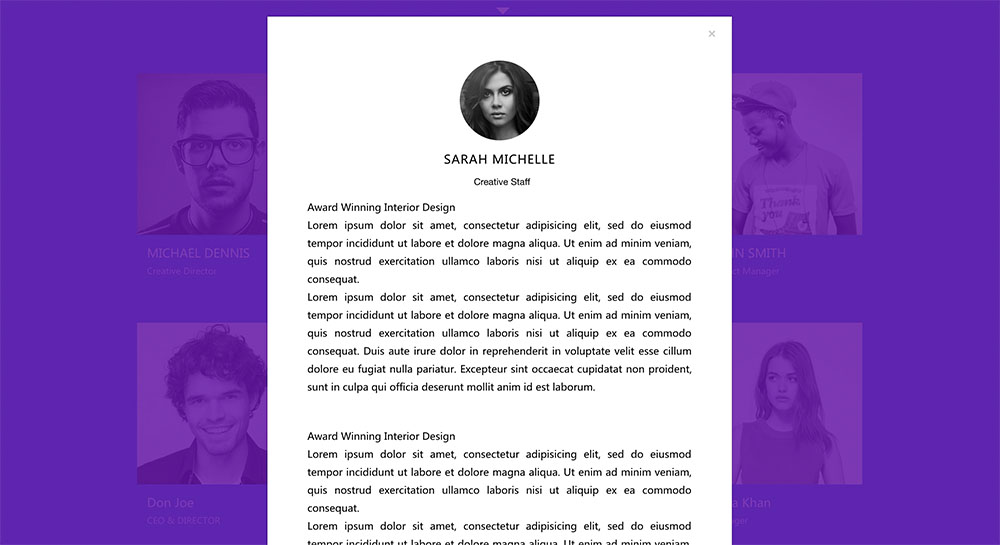 ×
SARAH MICHELLE
Creative Staff
Award Winning Interior Design
Lorem ipsum dolor sit amet, consectetur adipisicing elit, sed do eiusmod
tempor incididunt ut labore et dolore magna aliqua. Ut enim ad minim veniam,
quis nostrud exercitation ullamco laboris nisi ut aliquip ex ea commodo
consequat.
Lorem ipsum dolor sit amet, consectetur adipisicing elit, sed do eiusmod
tempor incididunt ut labore et dolore magna aliqua. Ut enim ad minim veniam,
quis nostrud exercitation ullamco laboris nisi ut aliquip ex ea commodo
consequat. Duis aute irure dolor in reprehenderit in voluptate velit esse cillum
dolore eu fugiat nulla pariatur. Excepteur sint occaecat cupidatat non proident,
sunt in culpa qui officia deserunt mollit anim id est laborum.
Award Winning Interior Design
Lorem ipsum dolor sit amet, consectetur adipisicing elit, sed do eiusmod
tempor incididunt ut labore et dolore magna aliqua. Ut enim ad minim veniam,
quis nostrud exercitation ullamco laboris nisi ut aliquip ex ea commodo
consequat.
Lorem ipsum dolor sit amet, consectetur adipisicing elit, sed do eiusmod
tempor incididunt ut labore et dolore magna aliqua. Ut enim ad minim veniam,
MICHAEL DENNIS
Creative Director
Don Joe
CEO & DIRECTOR
Thank
you
SMITH
Manager
Khan